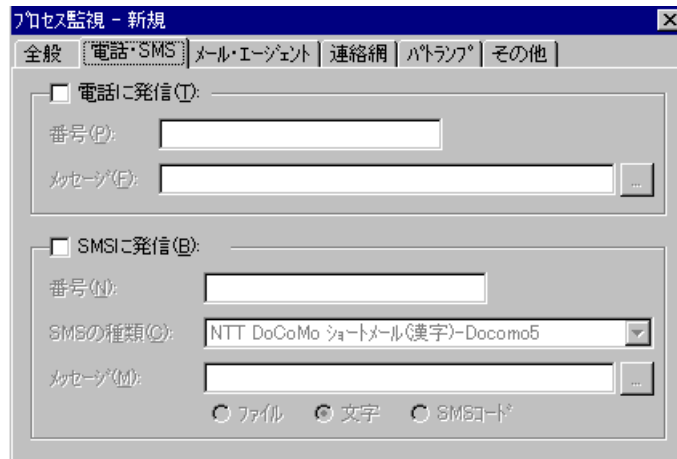 プロセス監視 - 新規
全般 電話・SMS メール・エージェント 連絡網 パトランプ その他
電話に発信(T):
番号(P):
メッセージ(F): ...
SMSに発信(B):
番号(N):
SMSの種類(C): NTT DoCoMo ショートメール(漢字)-Docomo5
メッセージ(M): ...
ファイル 文字 SMSコード